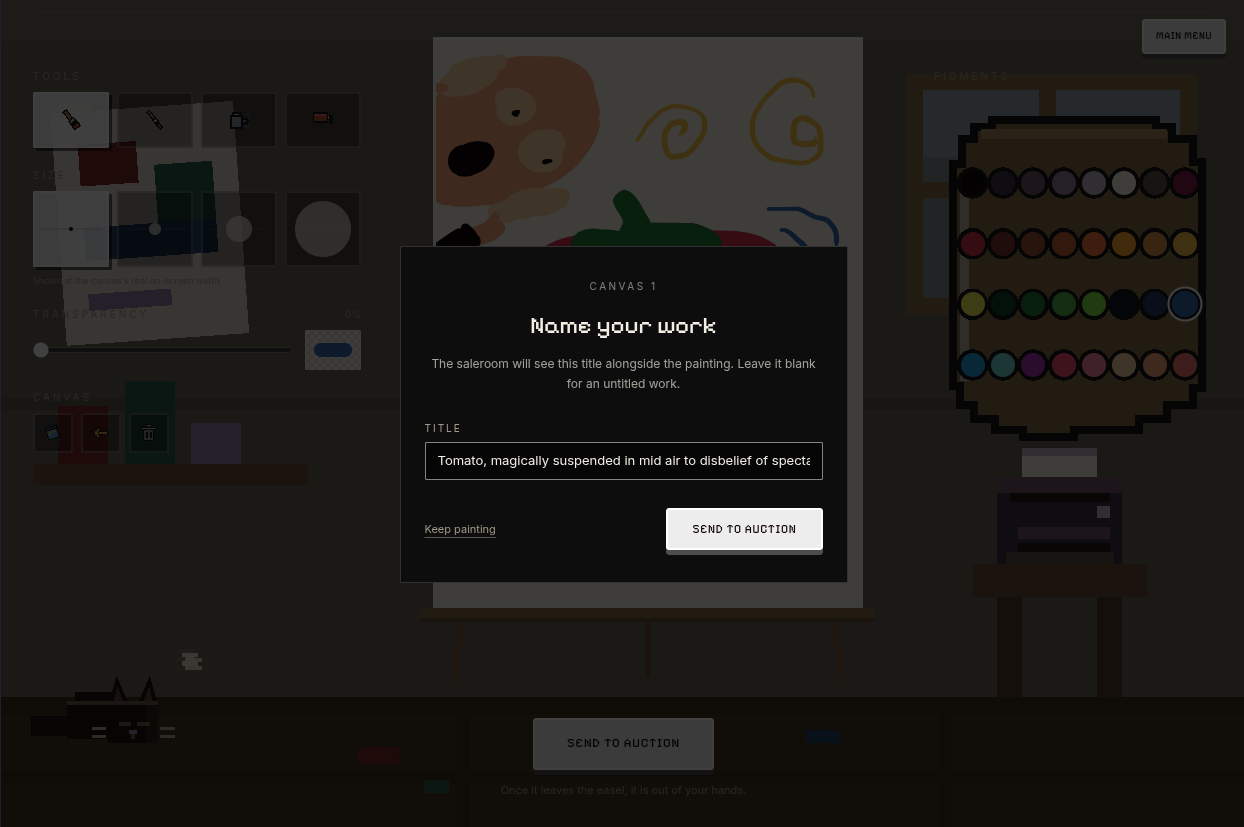 MAIN MENU
TOOLS
PIGMENTS
SIZE
Shown at the canvas's real on-screen width
TRANSPARENCY
0%
CANVAS
CANVAS 1
Name your work
The saleroom will see this title alongside the painting. Leave it blank
for an untitled work.
TITLE
Tomato, magically suspended in mid air to disbelief of
Keep painting
SEND TO AUCTION
SEND TO AUCTION
Once it leaves the easel, it is out of your hands.